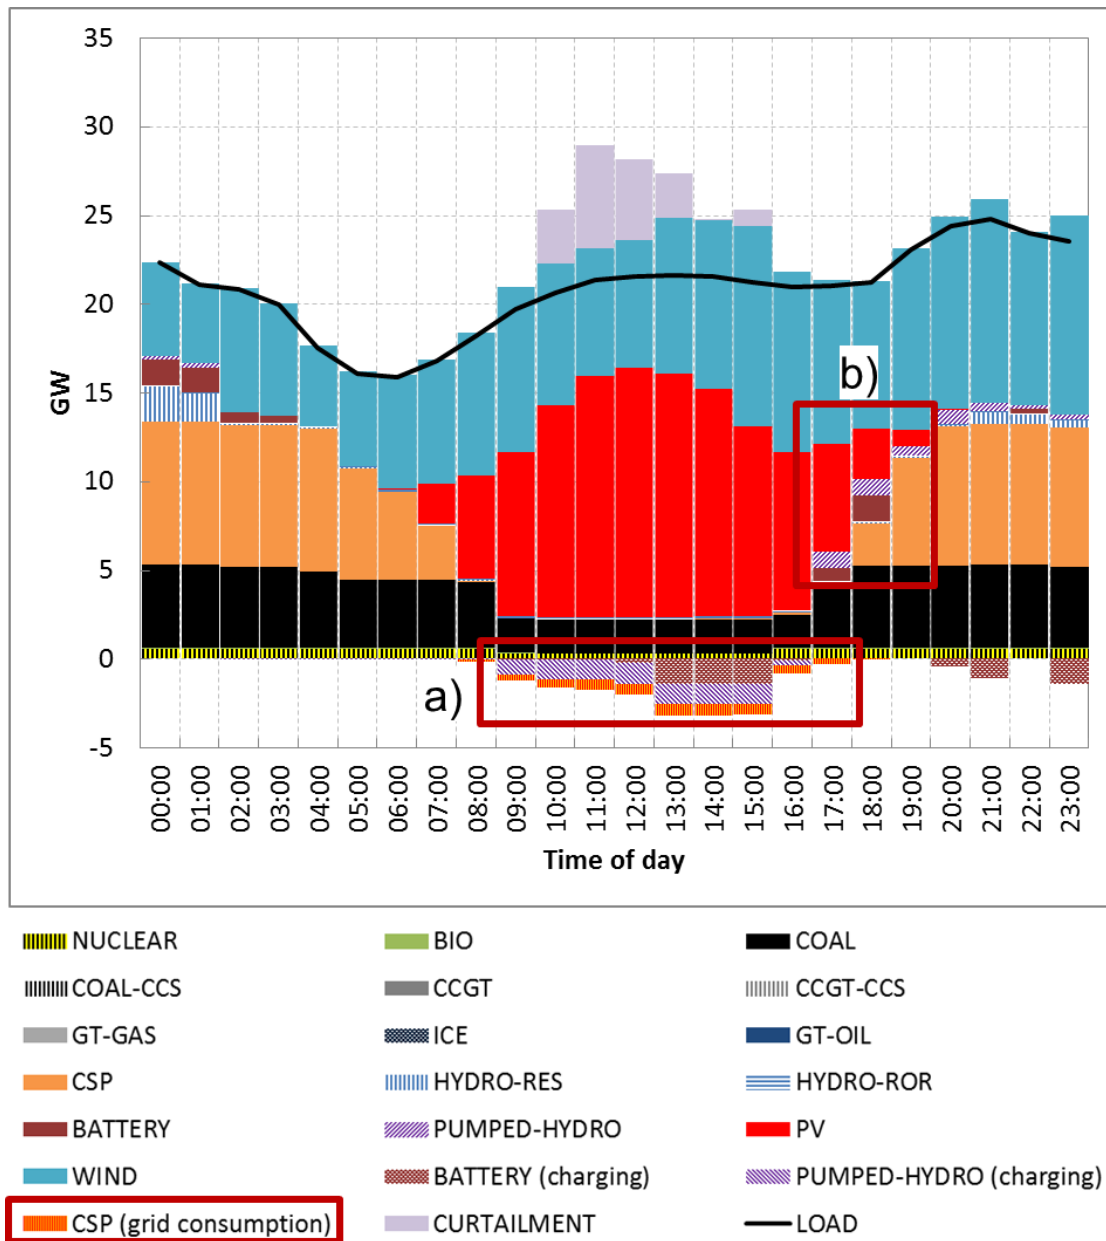 35
30
25
20
15
10
5
0
-5
GW
b)
a)
00:00 01:00 02:00 03:00 04:00 05:00 06:00 07:00 08:00 09:00 10:00 11:00 12:00 13:00 14:00 15:00 16:00 17:00 18:00 19:00 20:00 21:00 22:00 23:00
Time of day
NUCLEAR BIO COAL
COAL-CCS CCGT CCGT-CCS
GT-GAS ICE GT-OIL
CSP HYDRO-RES HYDRO-ROR
BATTERY PUMPED-HYDRO PV
WIND BATTERY (charging) PUMPED-HYDRO (charging)
CSP (grid consumption) CURTAILMENT LOAD